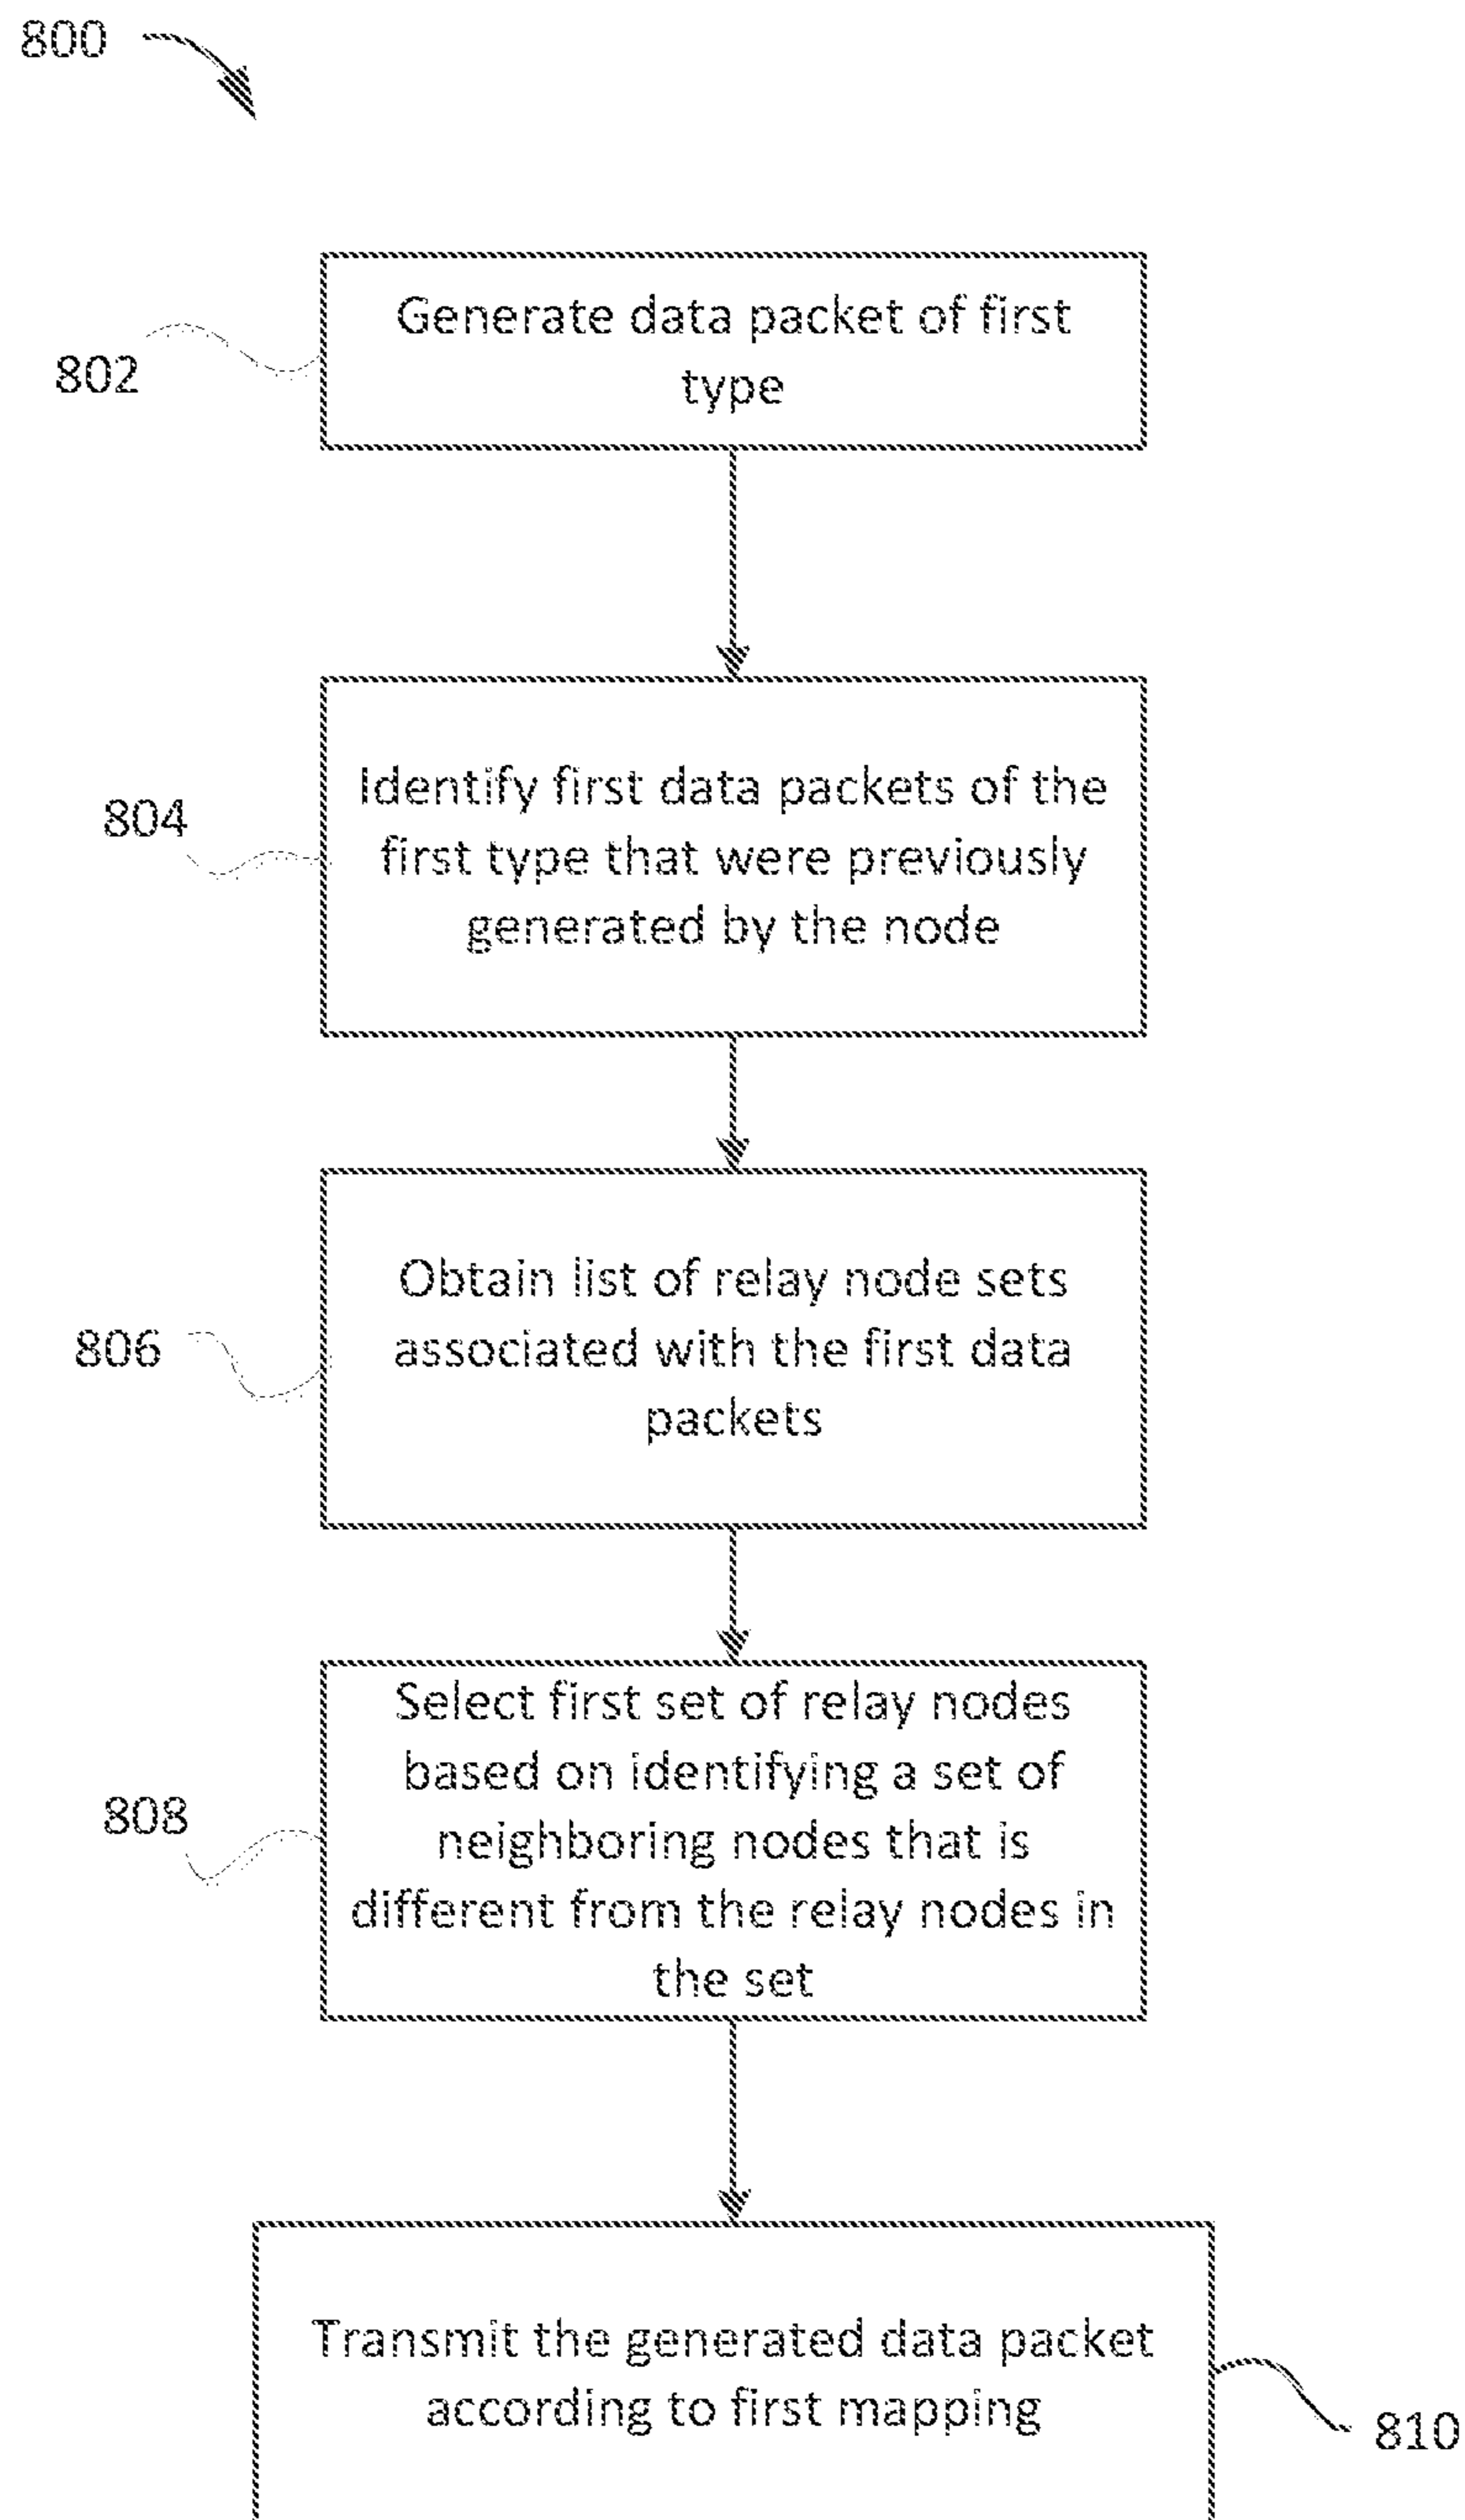 800
Generate data packet of first
type
802
Identify first data packets of the
first type that were previously
generated by the node
804
Obtain list of relay node sets
associated with the first data
packets
806
Select first set of relay nodes
based on identifying a set of
neighboring nodes that is
different from the relay nodes in
the set
808
Transmit the generated data packet
according to first mapping
810